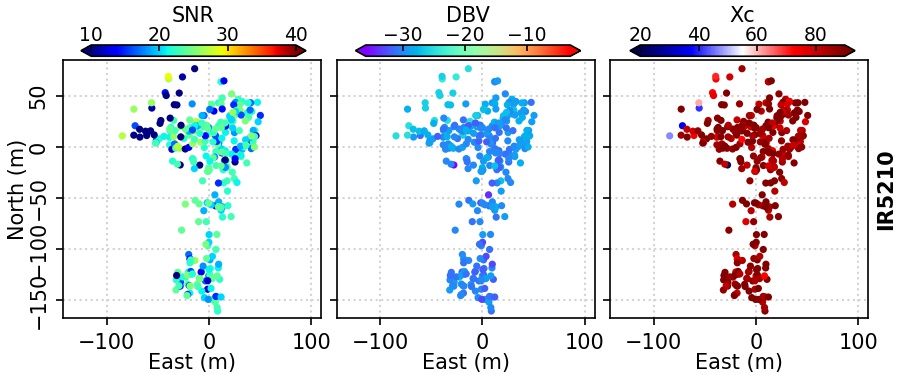 SNR DBV Xc
10 20 30 40 −30 −20 −10 20 40 60 80
50
0
−50
−100
−150
North (m)
−100 0 100 −100 0 100 −100 0 100
East (m) East (m) East (m)
IR5210